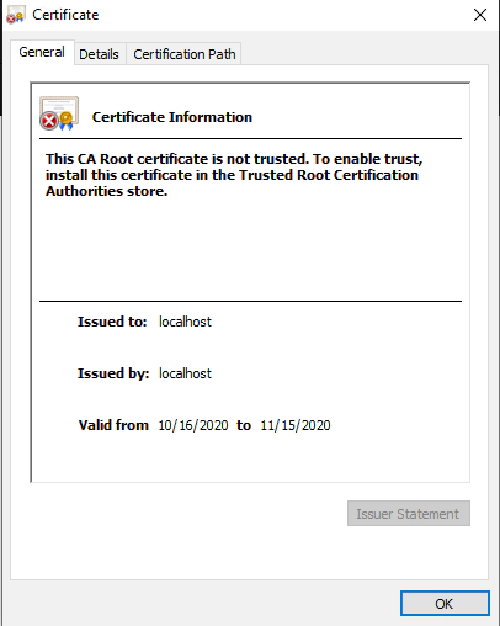 Certificate
General Details Certification Path
Certificate Information
This CA Root certificate is not trusted. To enable trust,
install this certificate in the Trusted Root Certification
Authorities store.
Issued to: localhost
Issued by: localhost
Valid from 10/16/2020 to 11/15/2020
Issuer Statement
OK